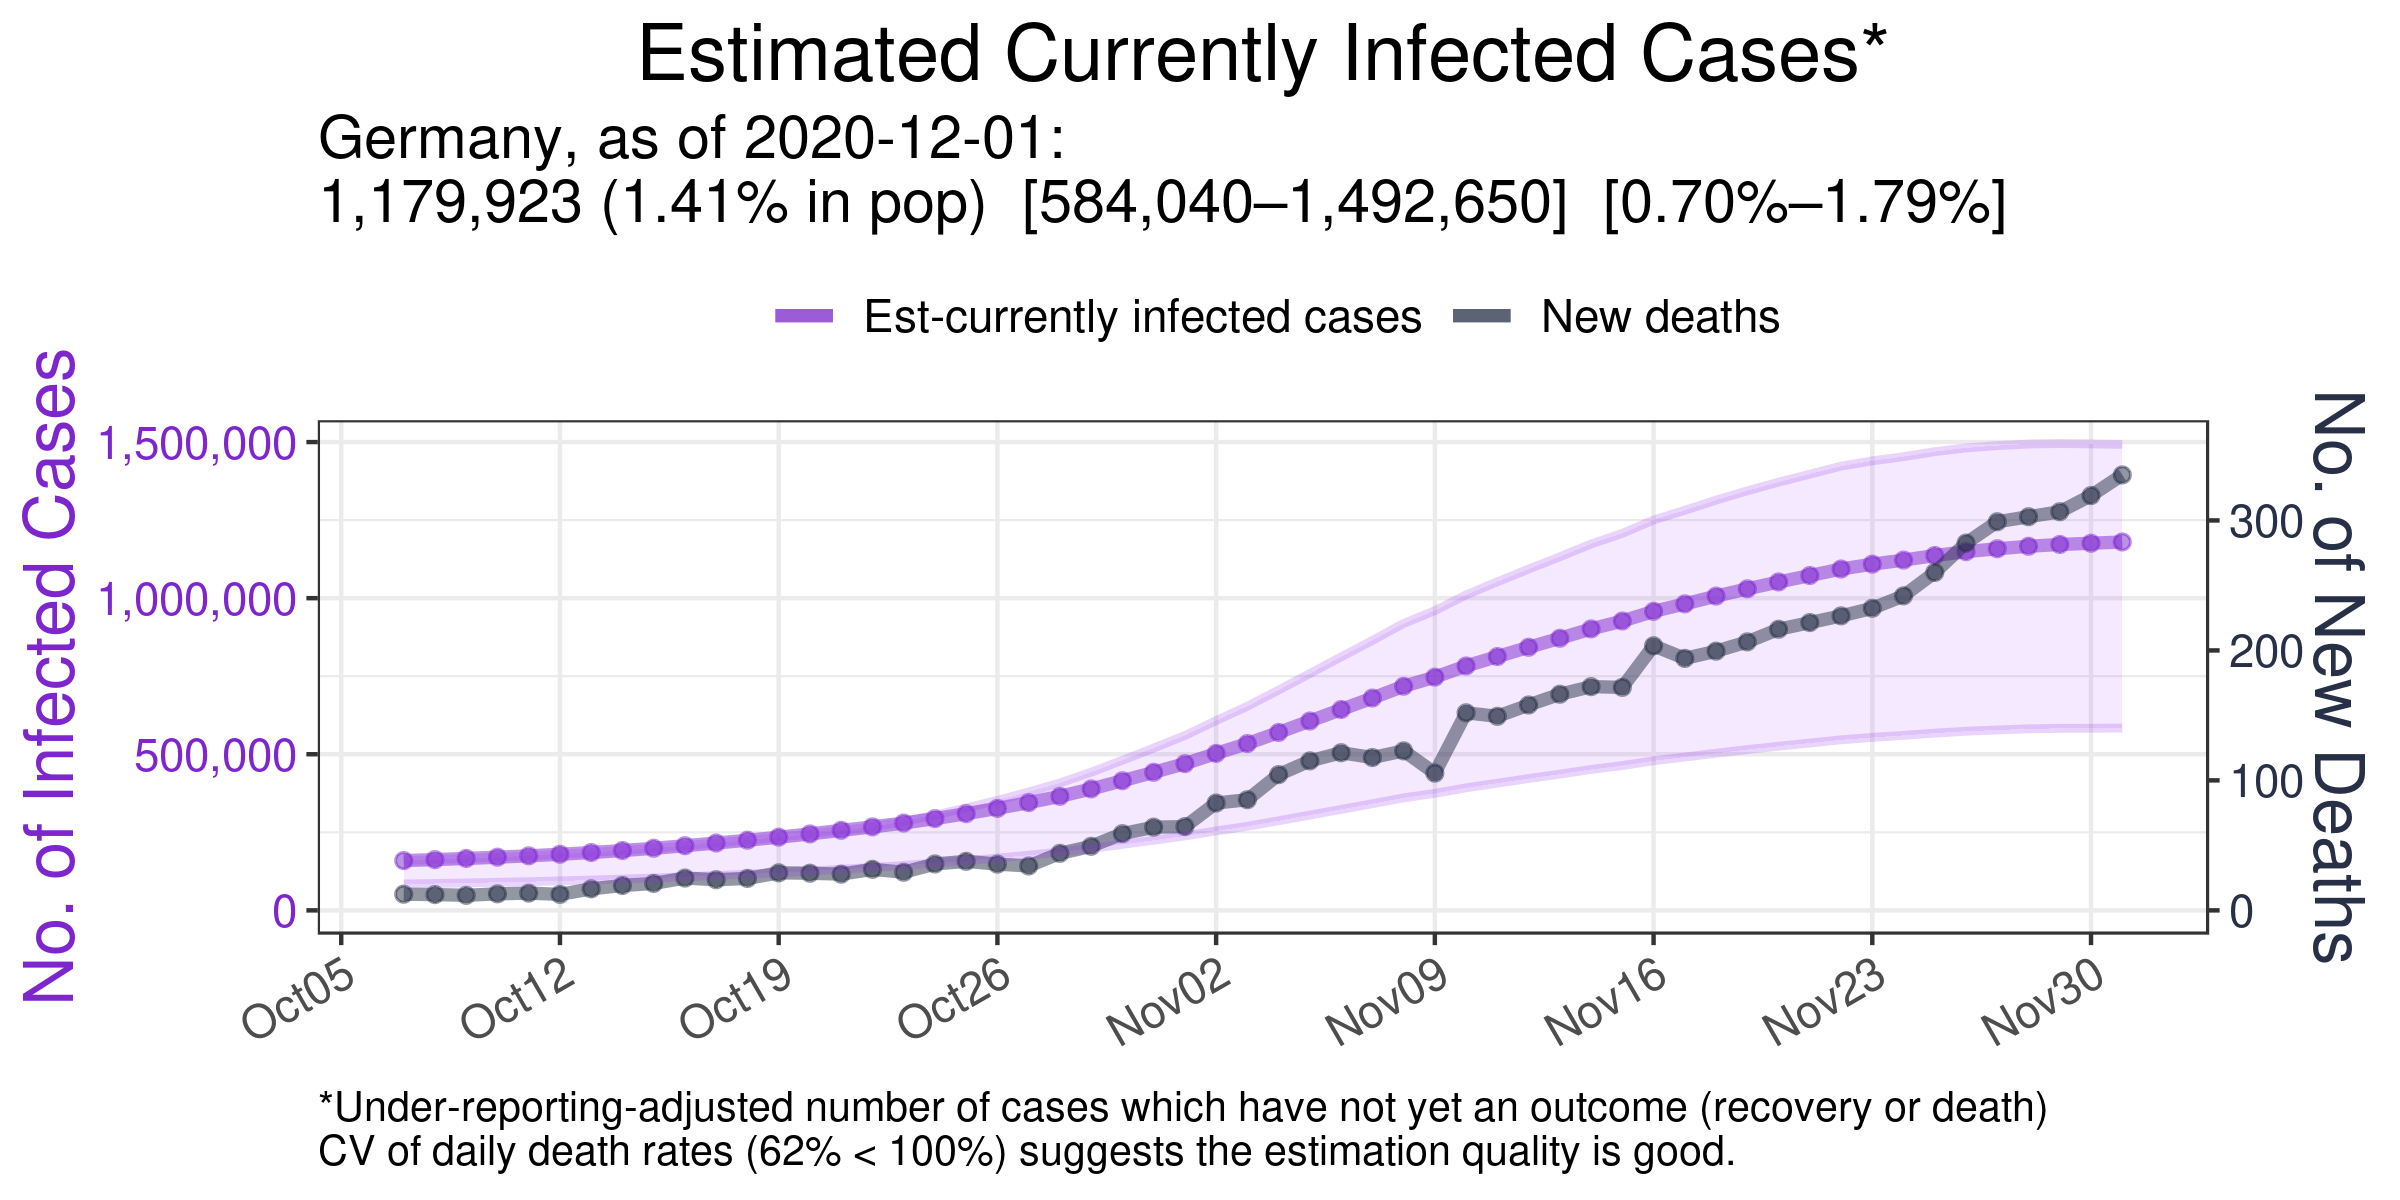 Estimated Currently Infected Cases*
Germany, as of 2020-12-01:
1,179,923 (1.41% in pop)  [584,040–1,492,650]  [0.70%–1.79%]
Est-currently infected cases
New deaths
No. of Infected Cases
1,500,000
1,000,000
500,000
0
No. of New Deaths
300
200
100
0
Oct05
Oct12
Oct19
Oct26
Nov02
Nov09
Nov16
Nov23
Nov30
*Under-reporting-adjusted number of cases which have not yet an outcome (recovery or death)
CV of daily death rates (62% < 100%) suggests the estimation quality is good.